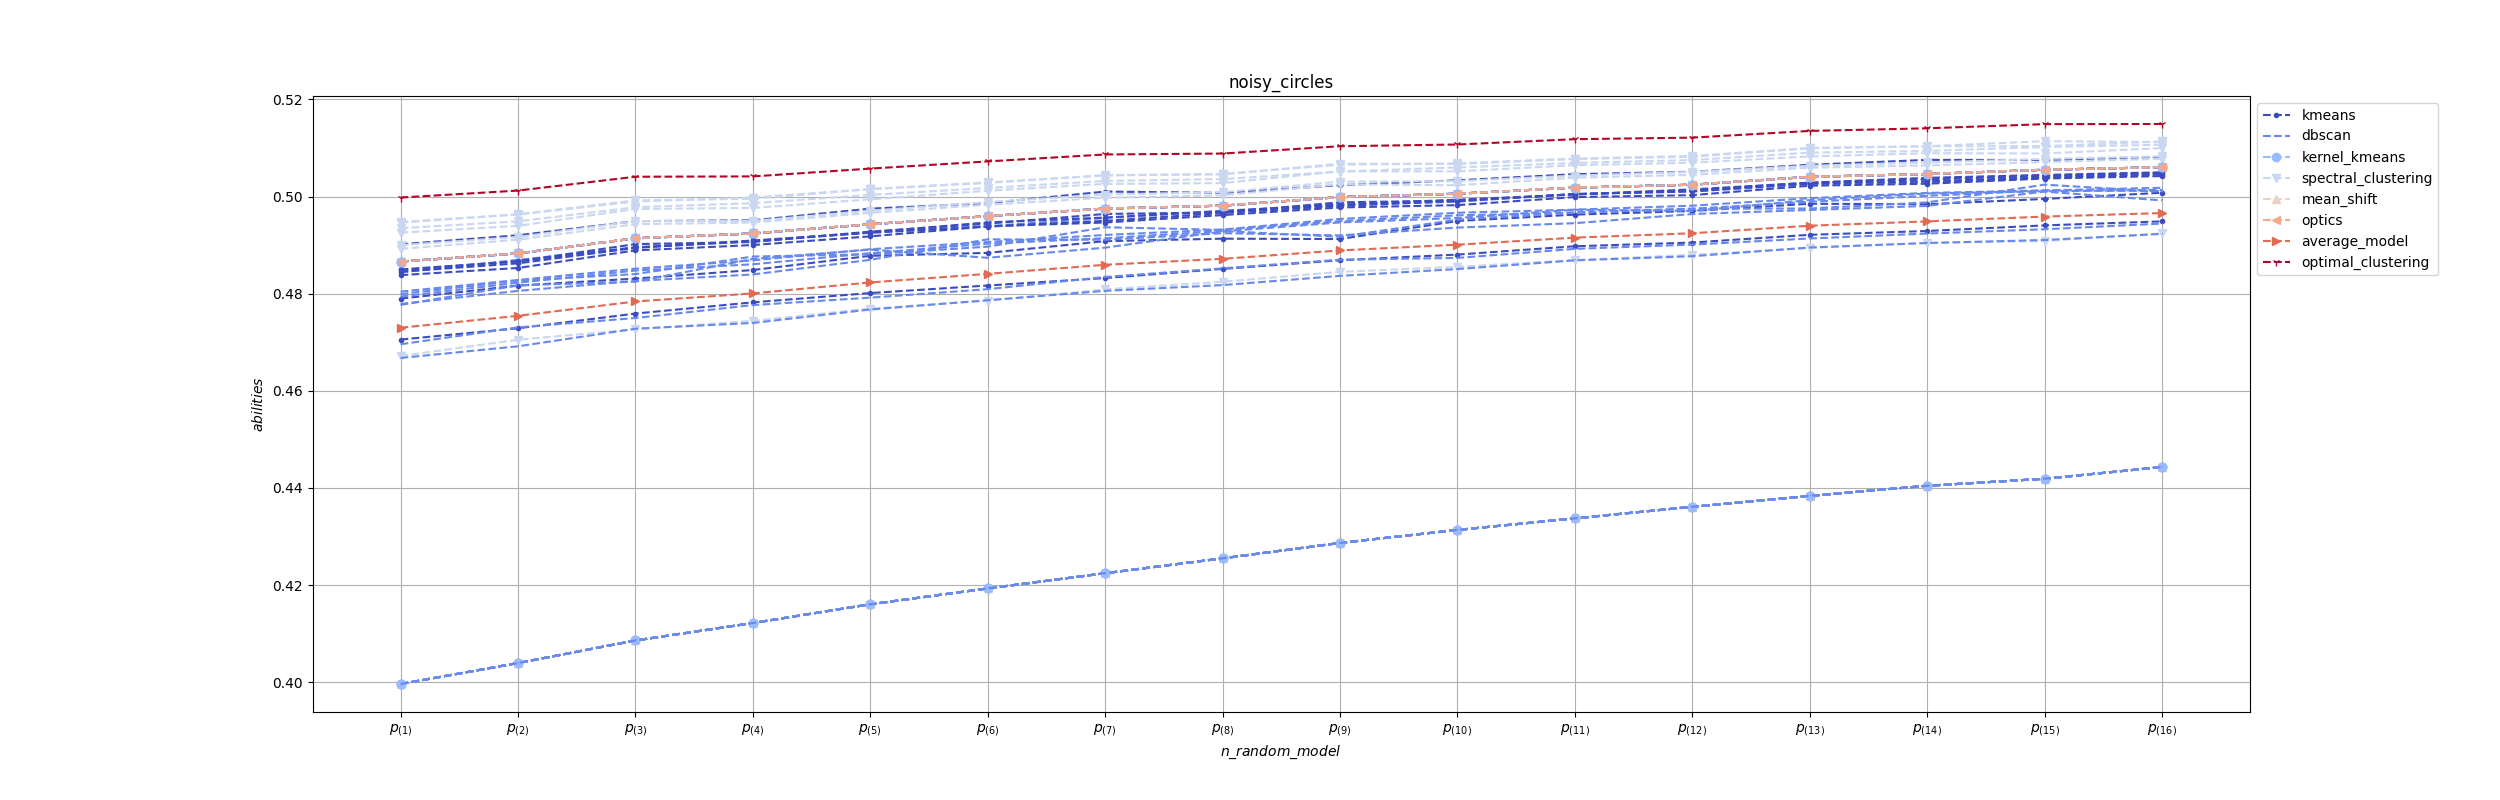 noisy_circles
0.52
0.50
0.48
0.46
0.44
0.42
0.40
abilities
p(1) p(2) p(3) p(4) p(5) p(6) p(7) p(8) p(9) p(10) p(11) p(12) p(13) p(14) p(15) p(16)
n_random_model
kmeans
dbscan
kernel_kmeans
spectral_clustering
mean_shift
optics
average_model
optimal_clustering